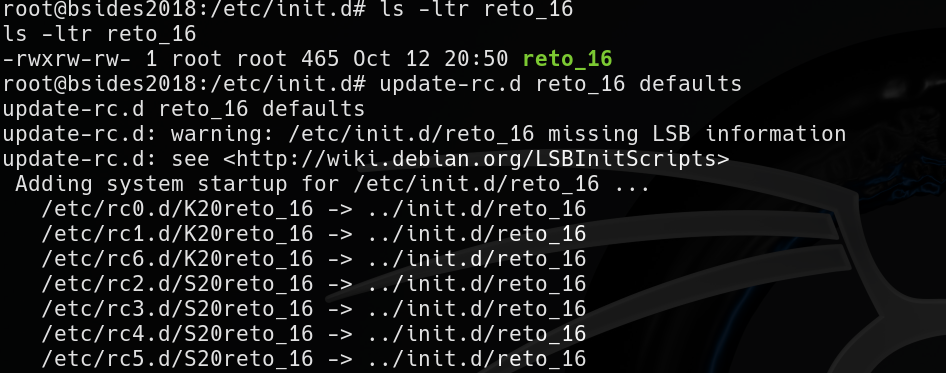 root@bsides2018:/etc/init.d# ls -ltr reto_16
ls -ltr reto_16
-rwxrw-rw- 1 root root 465 Oct 12 20:50 reto_16
root@bsides2018:/etc/init.d# update-rc.d reto_16 defaults
update-rc.d reto_16 defaults
update-rc.d: warning: /etc/init.d/reto_16 missing LSB information
update-rc.d: see <http://wiki.debian.org/LSBInitScripts>
 Adding system startup for /etc/init.d/reto_16 ...
   /etc/rc0.d/K20reto_16 -> ../init.d/reto_16
   /etc/rc1.d/K20reto_16 -> ../init.d/reto_16
   /etc/rc6.d/K20reto_16 -> ../init.d/reto_16
   /etc/rc2.d/S20reto_16 -> ../init.d/reto_16
   /etc/rc3.d/S20reto_16 -> ../init.d/reto_16
   /etc/rc4.d/S20reto_16 -> ../init.d/reto_16
   /etc/rc5.d/S20reto_16 -> ../init.d/reto_16